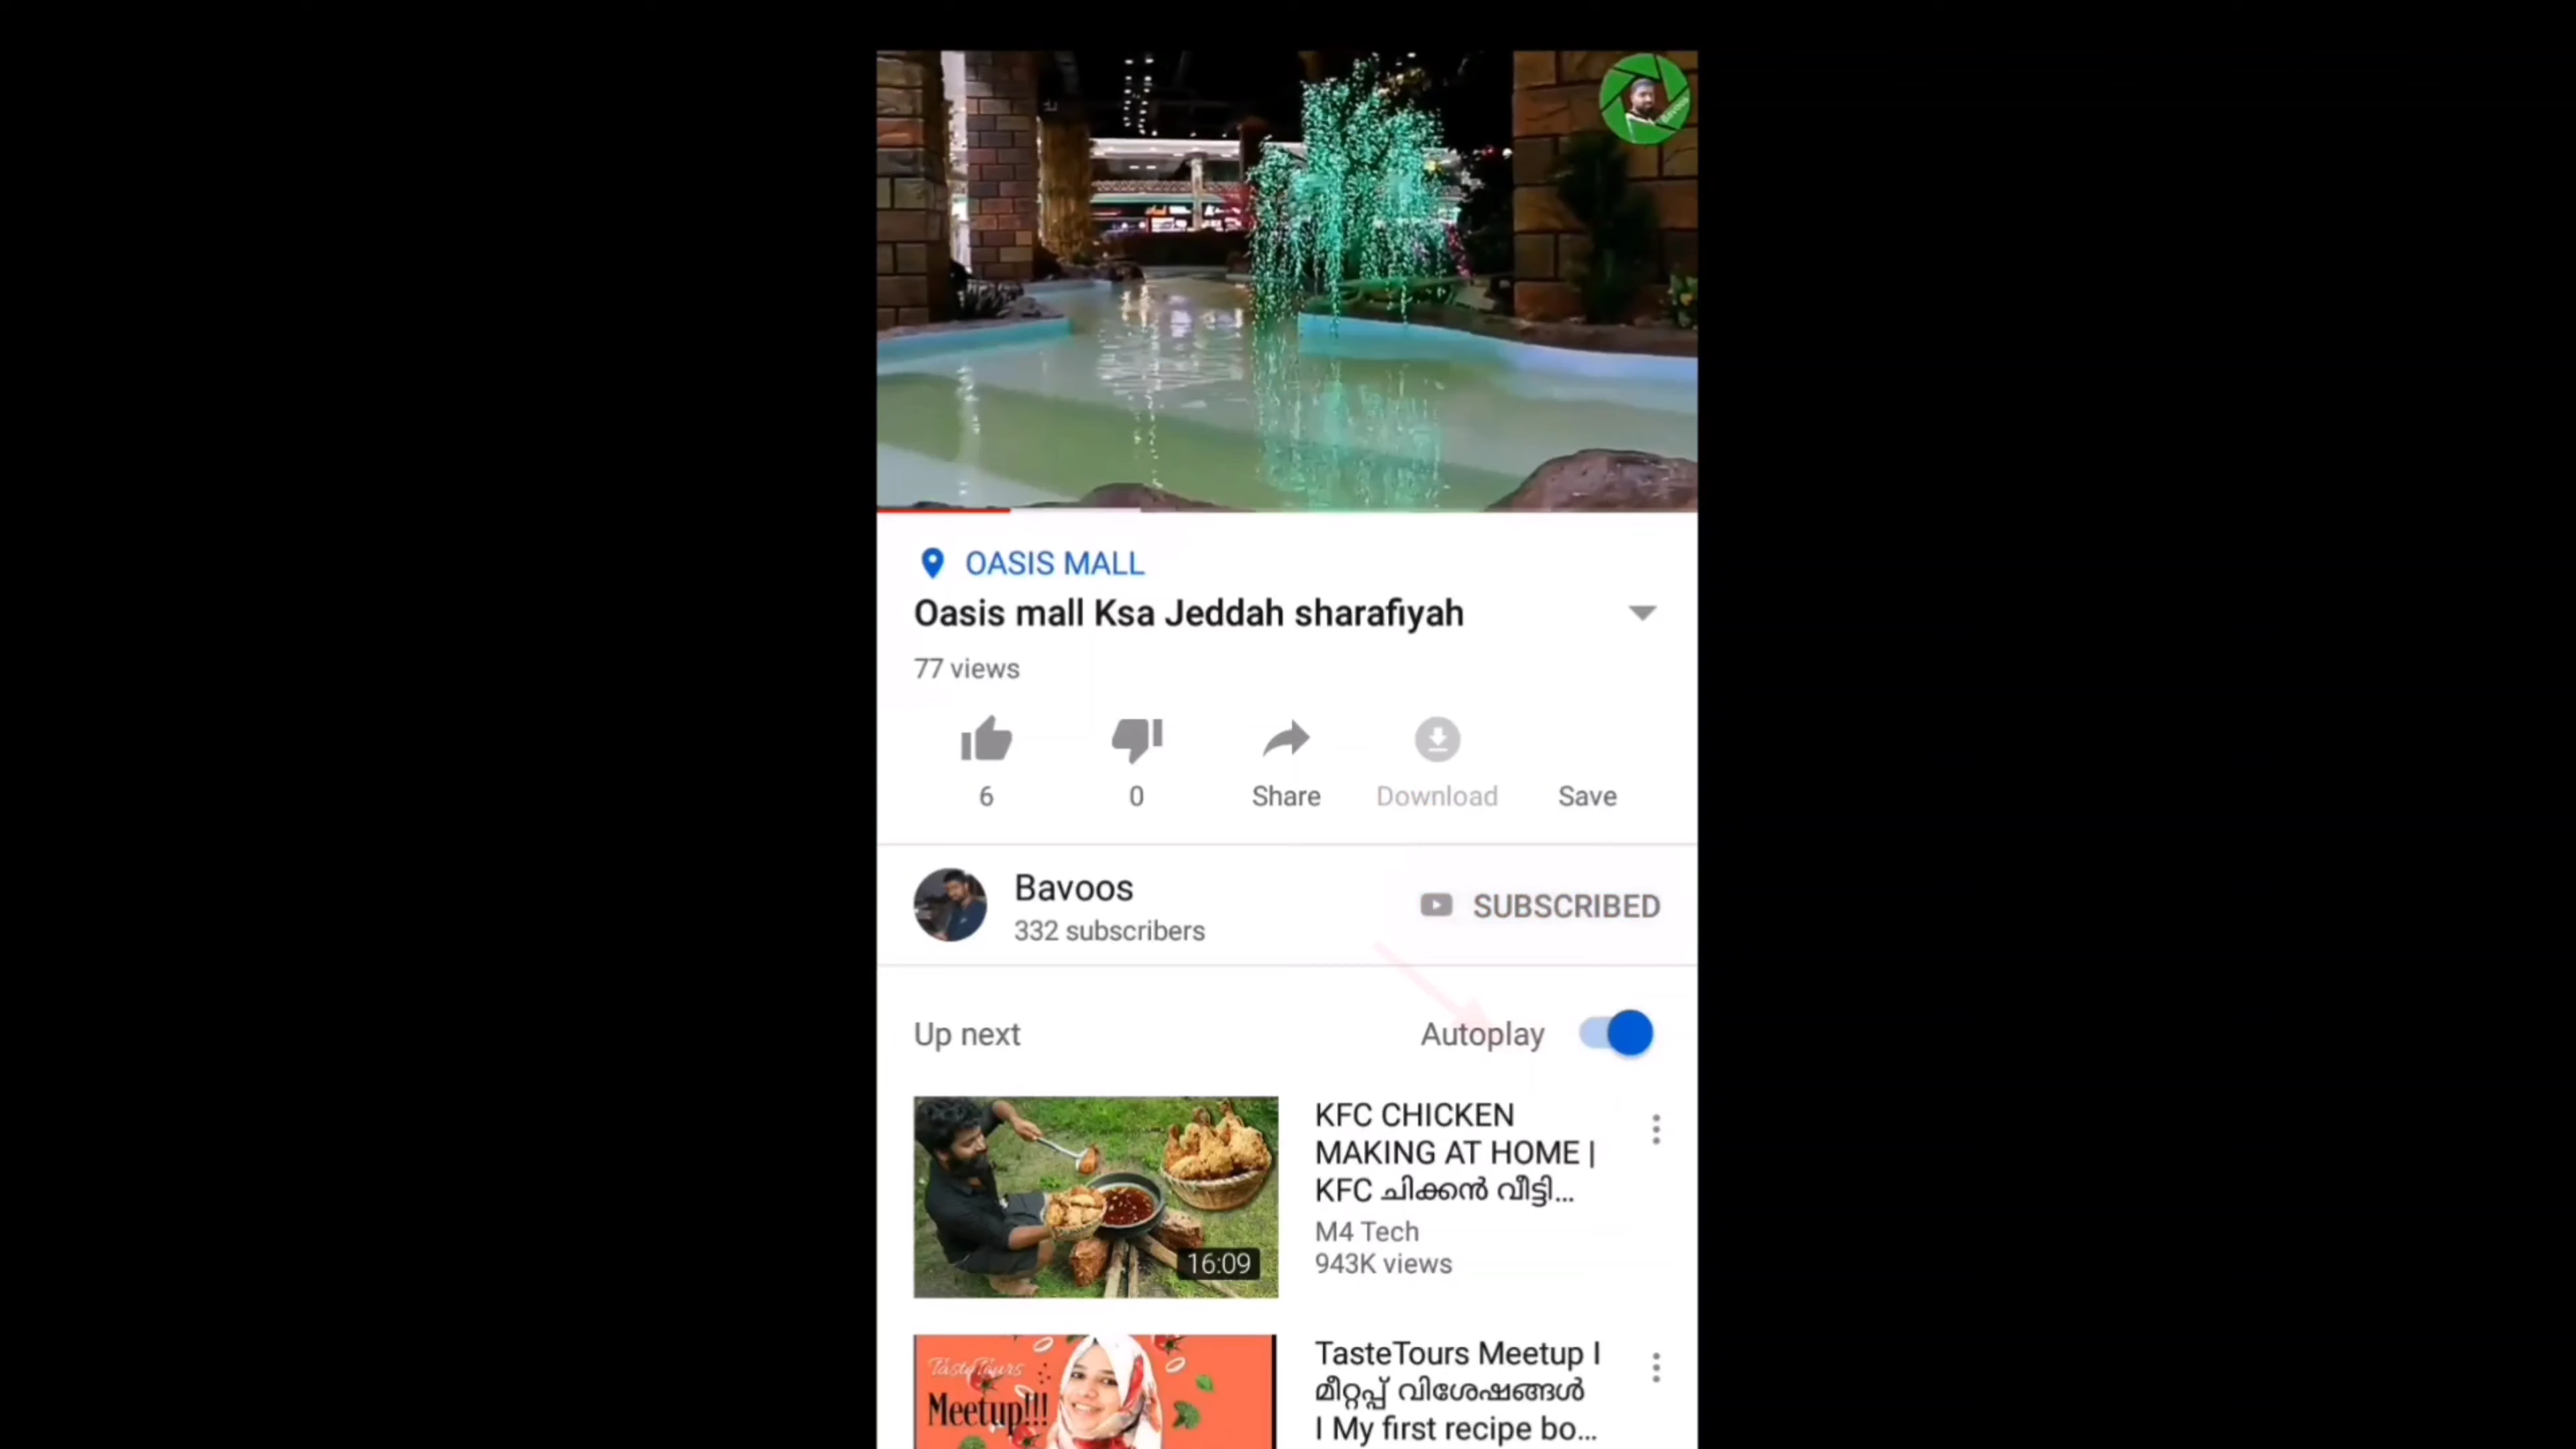 OASIS MALL
Oasis mall Ksa Jeddah sharafiyah
77 views
6
0
Share
Download
Save
Bavoos
332 subscribers
SUBSCRIBED
Up next
Autoplay
16:09
KFC CHICKEN
MAKING AT HOME |
KFC ചിക്കൻ വീട്ടി...
M4 Tech
943K views
TasteTours
Meetup!!!
TasteTours Meetup I
മീറ്റപ്പ് വിശേഷങ്ങൾ
I My first recipe bo...